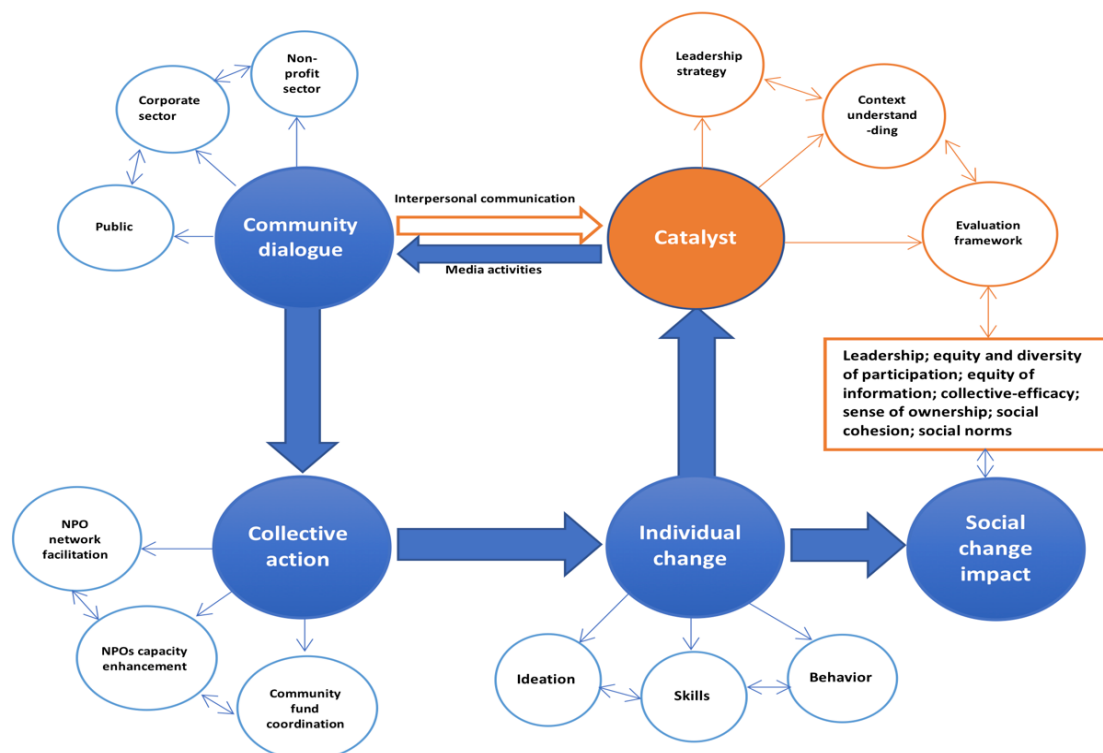 Non-
profit
sector
Corporate
sector
Public
Community
dialogue
Interpersonal communication
Media activities
Leadership
strategy
Context
understand
-ding
Catalyst
Evaluation
framework
Leadership; equity and diversity
of participation; equity of
information; collective-efficacy;
sense of ownership; social
cohesion; social norms
NPO
network
facilitation
Collective
action
NPOs capacity
enhancement
Community
fund
coordination
Individual
change
Ideation
Skills
Behavior
Social
change
impact